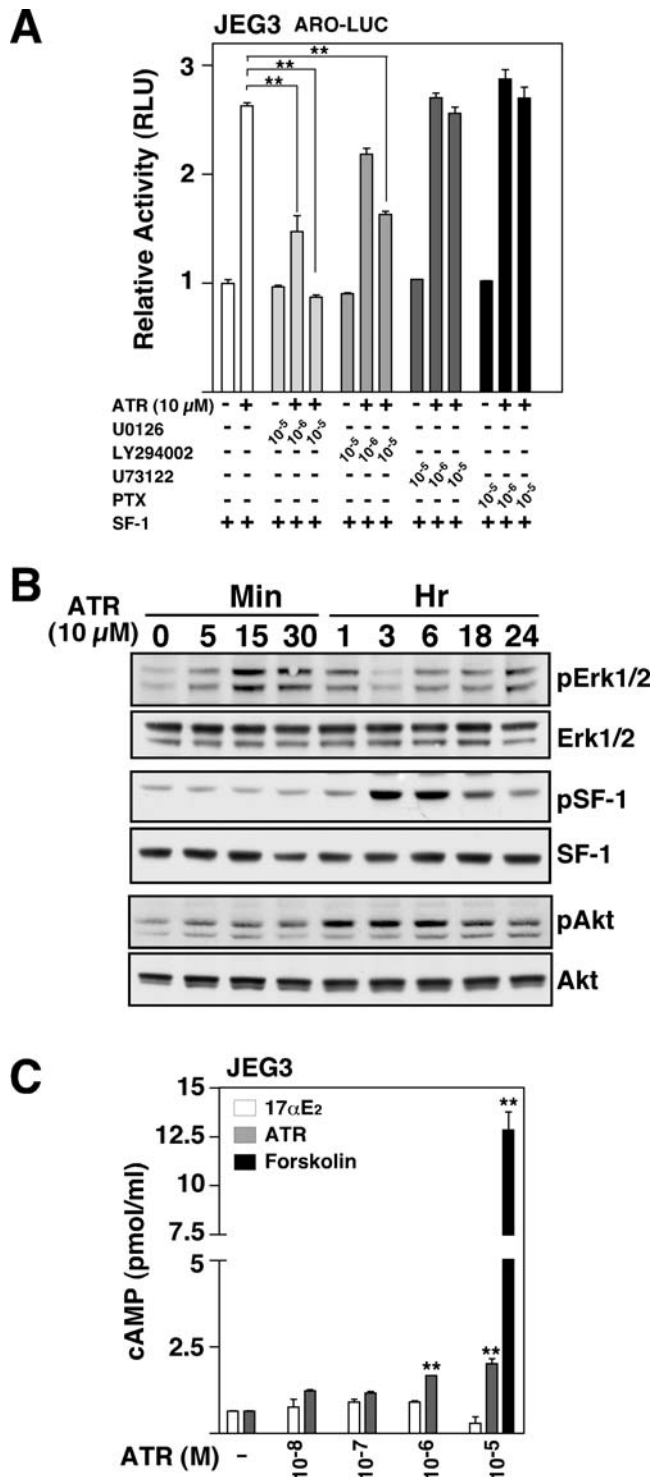 A
JEG3 ARO-LUC
Relative Activity (RLU)
3
2
1
** 
**
**
ATR (10 µM) - + - + + - + + - + + - + +
U0126 - - 10-5 10-6 10-5 - - - - - - - - -
LY294002 - - - - - 10-5 10-6 10-5 - - - - - -
U73122 - - - - - - - - 10-5 10-6 10-5 - - -
PTX - - - - - - - - - - - 10-5 10-6 10-5
SF-1 + + + + + + + + + + + + + +
B
ATR (10 µM)
Min Hr
0 5 15 30 1 3 6 18 24
pErk1/2
Erk1/2
pSF-1
SF-1
pAkt
Akt
C
JEG3
cAMP (pmol/ml)
15
12.5
10
7.5
5
2.5
17αE2
ATR
Forskolin
**
**
**
ATR (M) - 10-8 10-7 10-6 10-5